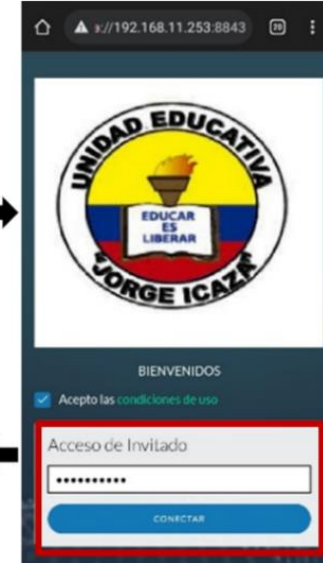 ://192.168.11.253:8843
UNIDAD EDUCATIVA
EDUCAR
ES
LIBERAR
"JORGE ICAZA"
BIENVENIDOS
Acepto las condiciones de uso
Acceso de Invitado
••••••••••
CONECTAR